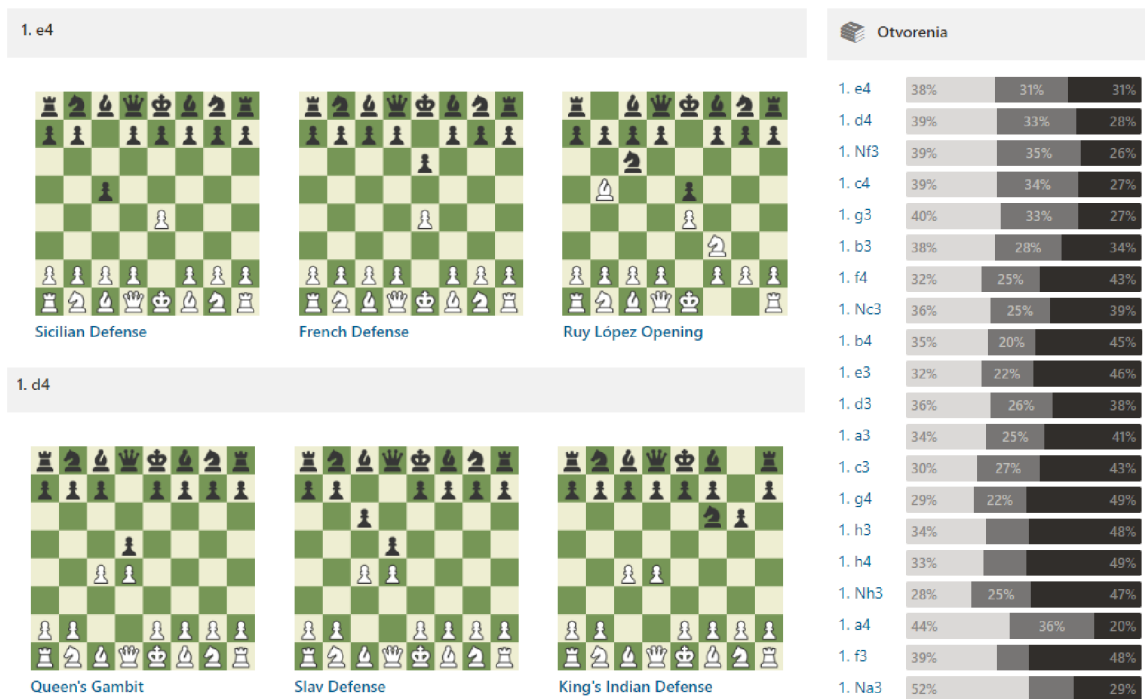 1. e4
Sicilian Defense
French Defense
Ruy López Opening
1. d4
Queen's Gambit
Slav Defense
King's Indian Defense
Otvorenia
1. e4 38% 31% 31%
1. d4 39% 33% 28%
1. Nf3 39% 35% 26%
1. c4 39% 34% 27%
1. g3 40% 33% 27%
1. b3 38% 28% 34%
1. f4 32% 25% 43%
1. Nc3 36% 25% 39%
1. b4 35% 20% 45%
1. e3 32% 22% 46%
1. d3 36% 26% 38%
1. a3 34% 25% 41%
1. c3 30% 27% 43%
1. g4 29% 22% 49%
1. h3 34% 48%
1. h4 33% 49%
1. Nh3 28% 25% 47%
1. a4 44% 36% 20%
1. f3 39% 48%
1. Na3 52% 29%